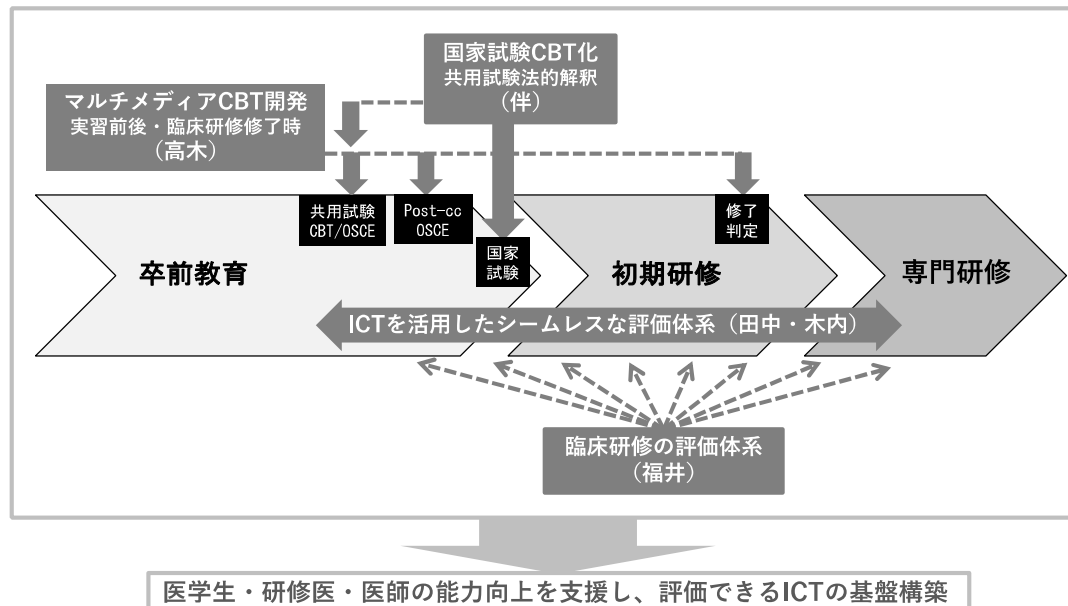 国家試験CBT化
共用試験法的解釈
（伴）
マルチメディアCBT開発
実習前後・臨床研修修了時
（高木）
共用試験
CBT/OSCE
Post-cc
OSCE
国家
試験
修了
判定
卒前教育
初期研修
専門研修
ICTを活用したシームレスな評価体系（田中・木内）
臨床研修の評価体系
（福井）
医学生・研修医・医師の能力向上を支援し、評価できるICTの基盤構築